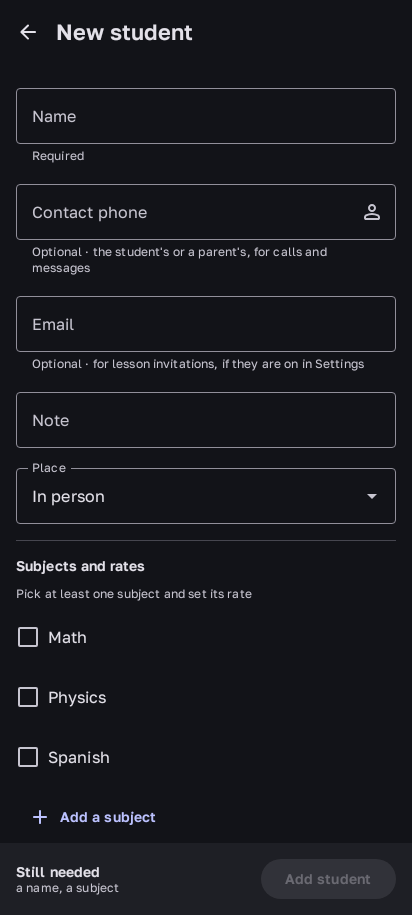 New student
Name
Required
Contact phone
Optional · the student's or a parent's, for calls and
messages
Email
Optional · for lesson invitations, if they are on in Settings
Note
Place
In person
Subjects and rates
Pick at least one subject and set its rate
Math
Physics
Spanish
Add a subject
Still needed
a name, a subject
Add student